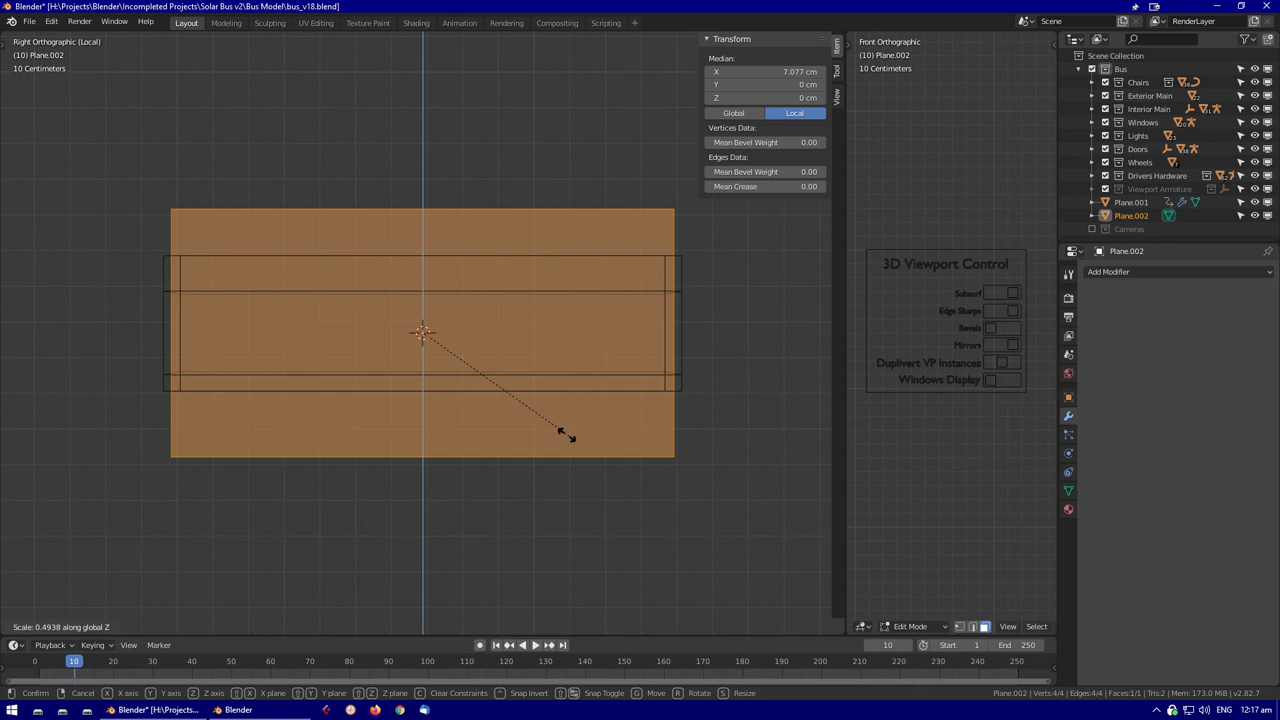 Blender* [H:\Projects\Blender\Incompleted Projects\Solar Bus v2\Bus Model\bus_v18.blend]
File Edit Render Window Help Layout Modeling Sculpting UV Editing Texture Paint Shading Animation Rendering Compositing Scripting + Scene RenderLayer
Right Orthographic (Local)
(10) Plane.002
10 Centimeters
Transform
Median:
X 7.077 cm
Y 0 cm
Z 0 cm
Global Local
Vertices Data:
Mean Bevel Weight 0.00
Edges Data:
Mean Bevel Weight 0.00
Mean Crease 0.00
Item
Tool
View
Front Orthographic
(10) Plane.002
10 Centimeters
3D Viewport Control
Subsurf
Edge Sharps
Bevels
Mirrors
Duplivert VP Instances
Windows Display
Scene Collection
Bus
Chairs
Exterior Main
Interior Main
Windows
Lights
Doors
Wheels
Drivers Hardware
Viewport Armature
Plane.001
Plane.002
Cameras
Plane.002
Add Modifier
Scale: 0.4938 along global Z
Edit Mode View Select
Playback Keying View Marker 10 Start 1 End 250
0 10 20 30 40 50 60 70 80 90 100 110 120 130 140 150 160 170 180 190 200 210 220 230 240 250
Confirm Cancel X X axis Y Y axis Z Z axis X X plane Y Y plane Z Z plane C Clear Constraints Snap Invert Snap Toggle G Move R Rotate S Resize Plane.002 | Verts:4/4 | Edges:4/4 | Faces:1/1 | Tris:2 | Mem: 173.0 MiB | v2.82.7
Blender* [H:\Projects... Blender ENG 12:17 am